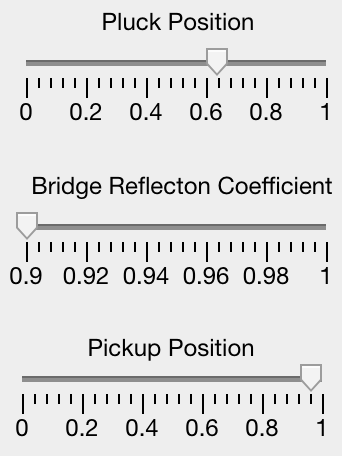 Pluck Position
0 0.2 0.4 0.6 0.8 1
Bridge Reflecton Coefficient
0.9 0.92 0.94 0.96 0.98 1
Pickup Position
0 0.2 0.4 0.6 0.8 1